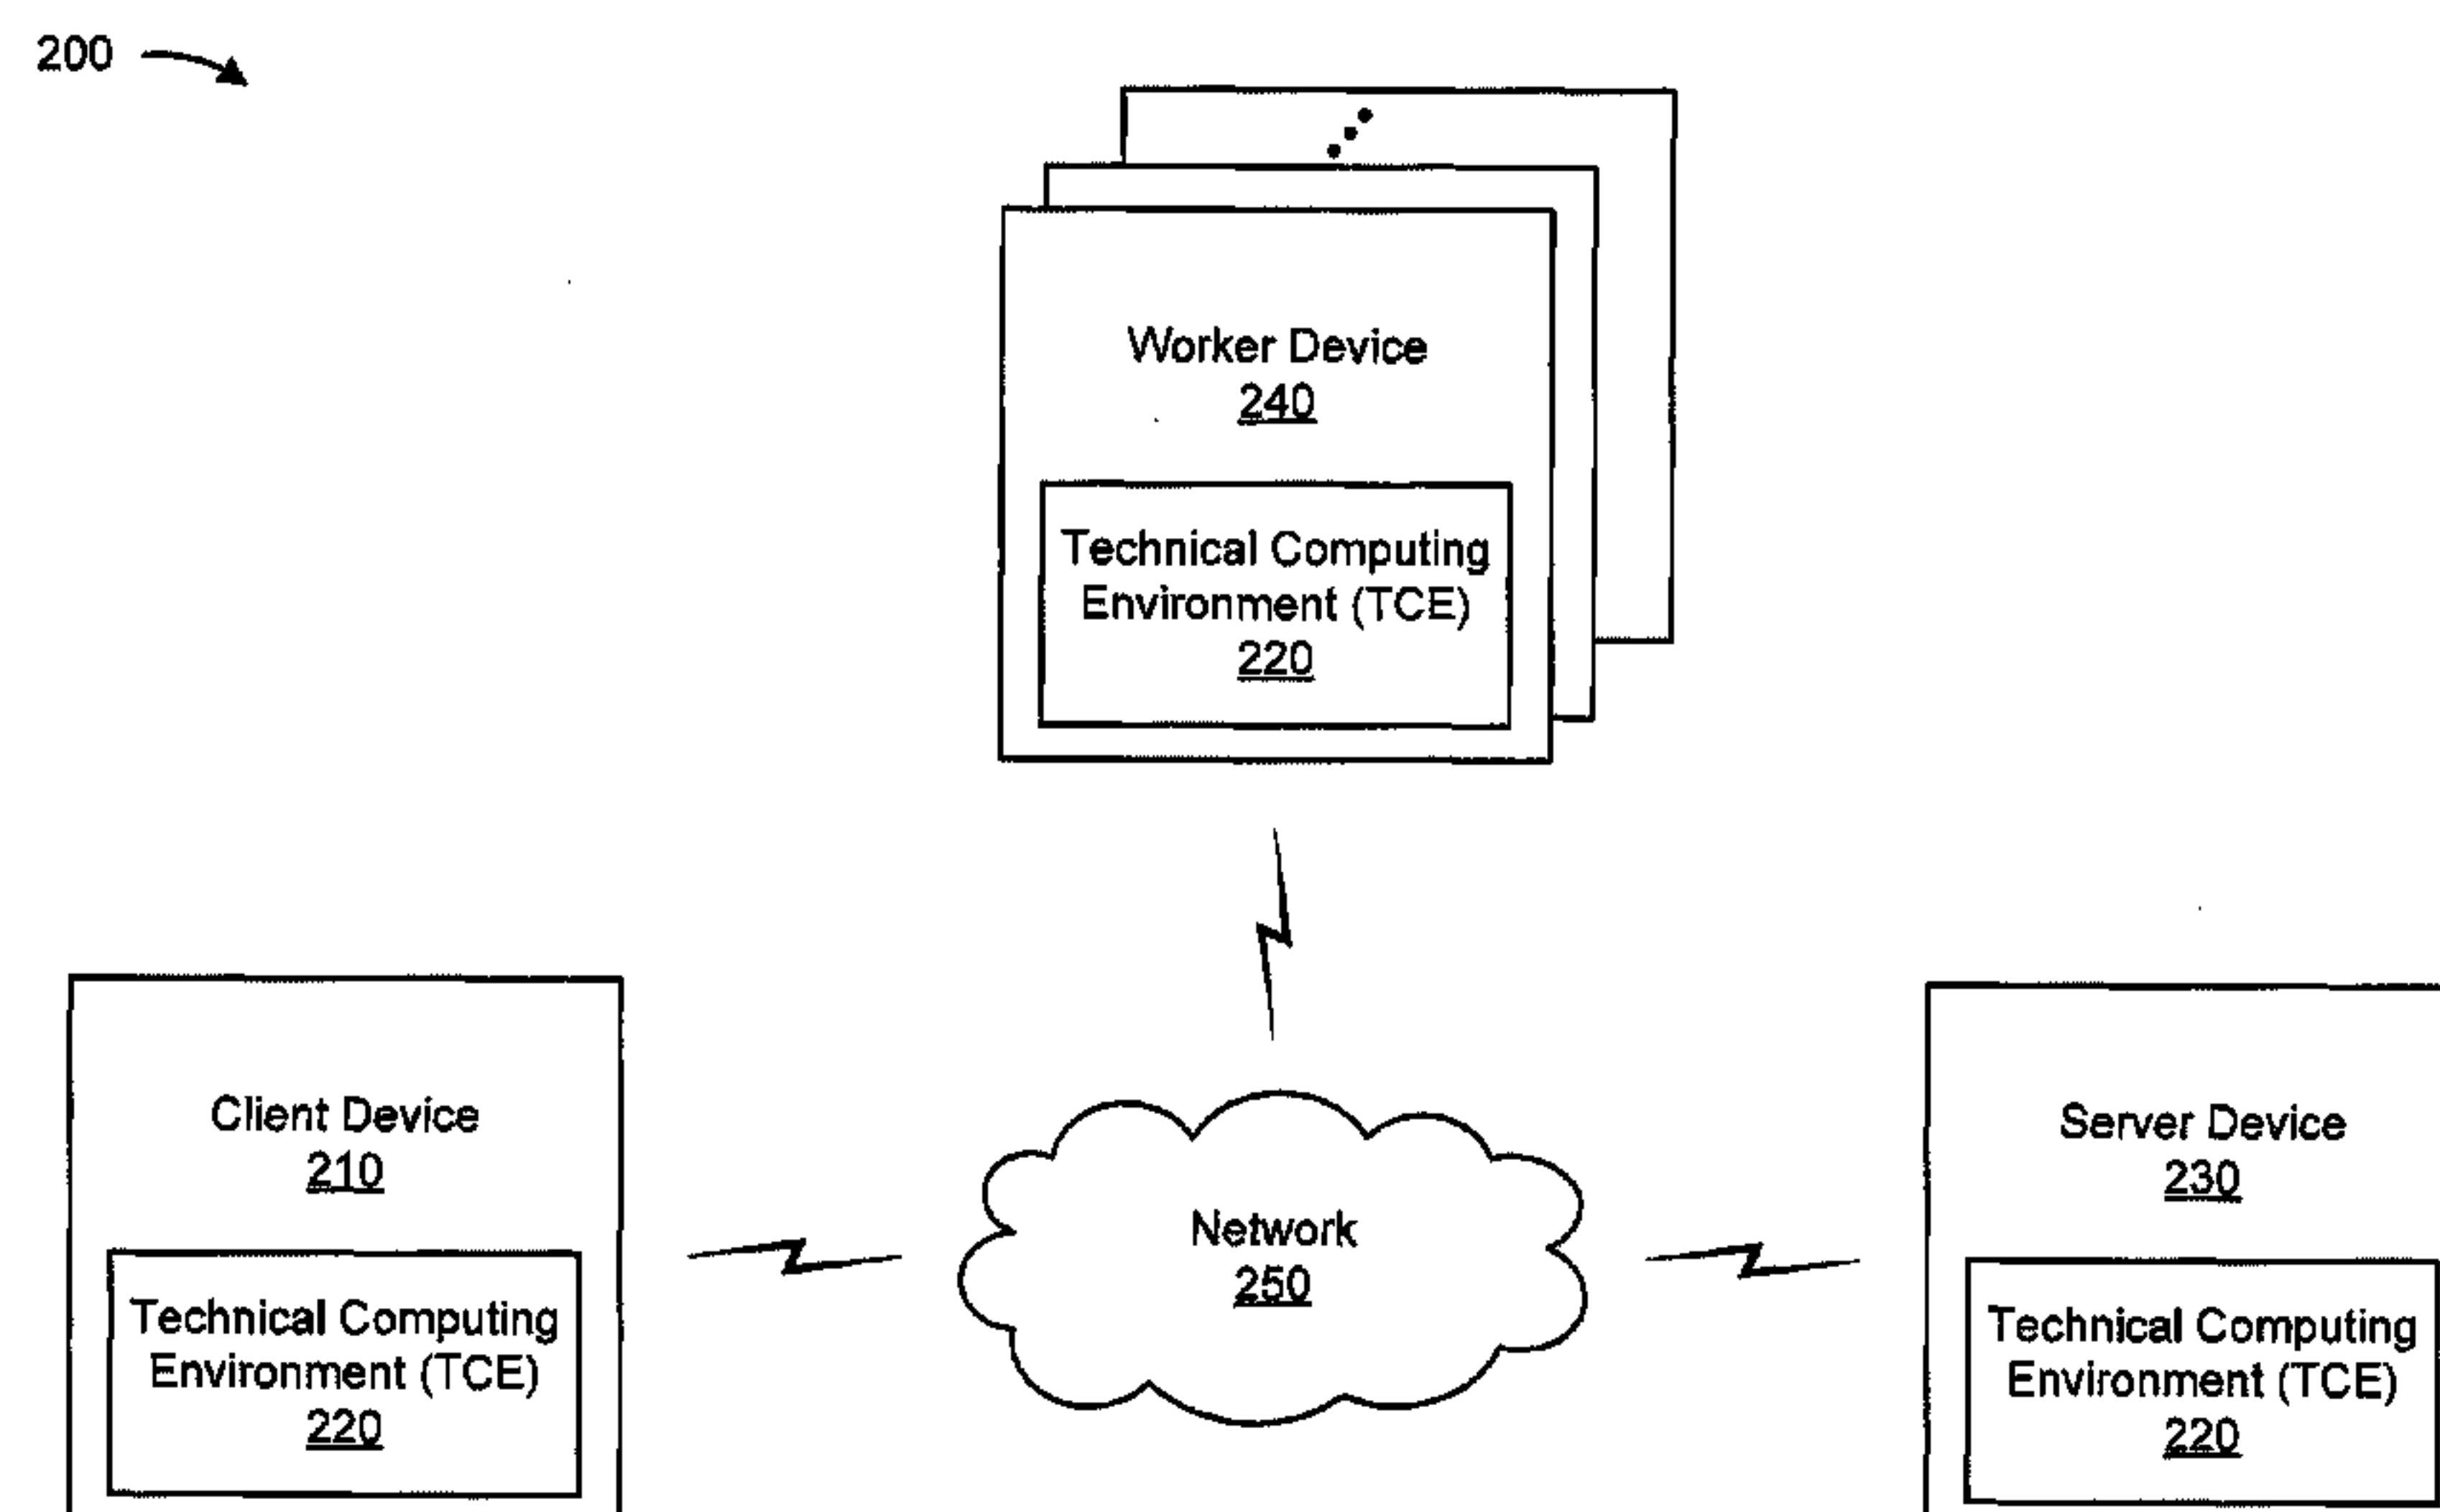 200
Worker Device
240
Technical Computing
Environment (TCE)
220
Client Device
210
Technical Computing
Environment (TCE)
220
Network
250
Server Device
230
Technical Computing
Environment (TCE)
220